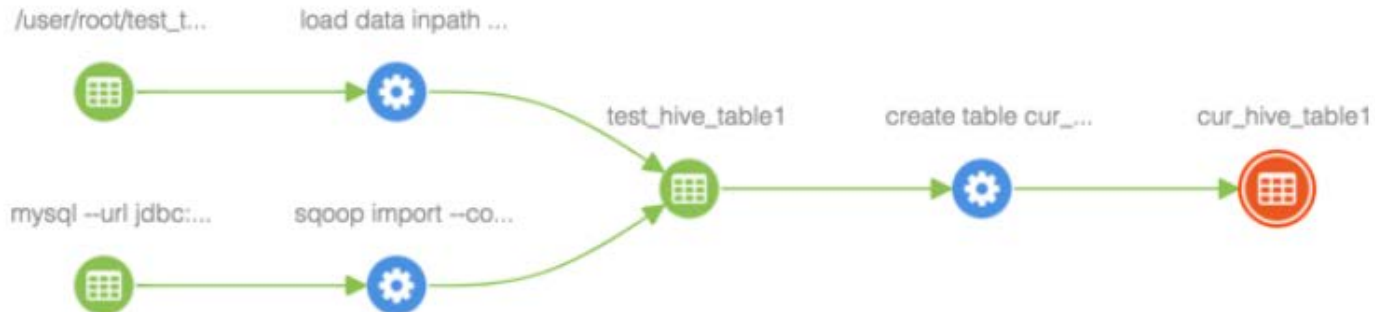 /user/root/test_t...
load data inpath ...
test_hive_table1
create table cur_...
cur_hive_table1
mysql --url jdbc:...
sqoop import --co...